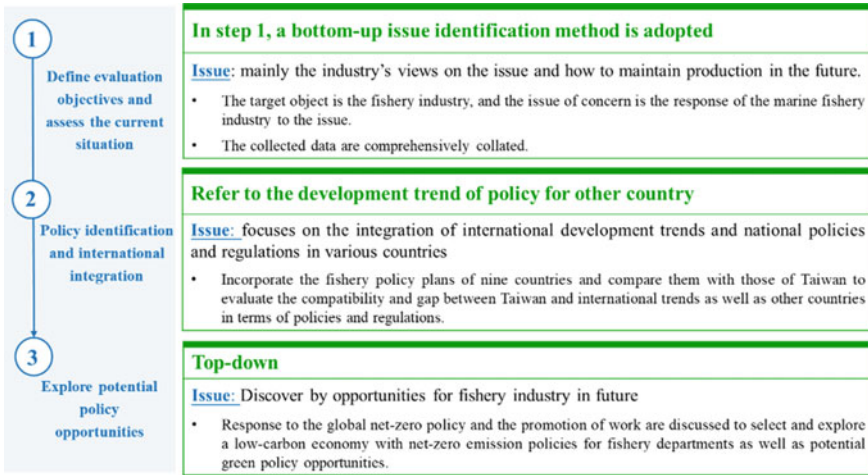 1
Define evaluation
objectives and
assess the current
situation
In step 1, a bottom-up issue identification method is adopted
Issue: mainly the industry's views on the issue and how to maintain production in the future.
• The target object is the fishery industry, and the issue of concern is the response of the marine fishery
industry to the issue.
• The collected data are comprehensively collated.
2
Policy identification
and international
integration
Refer to the development trend of policy for other country
Issue: focuses on the integration of international development trends and national policies
and regulations in various countries
• Incorporate the fishery policy plans of nine countries and compare them with those of Taiwan to
evaluate the compatibility and gap between Taiwan and international trends as well as other countries
in terms of policies and regulations.
3
Explore potential
policy
opportunities
Top-down
Issue: Discover by opportunities for fishery industry in future
• Response to the global net-zero policy and the promotion of work are discussed to select and explore
a low-carbon economy with net-zero emission policies for fishery departments as well as potential
green policy opportunities.